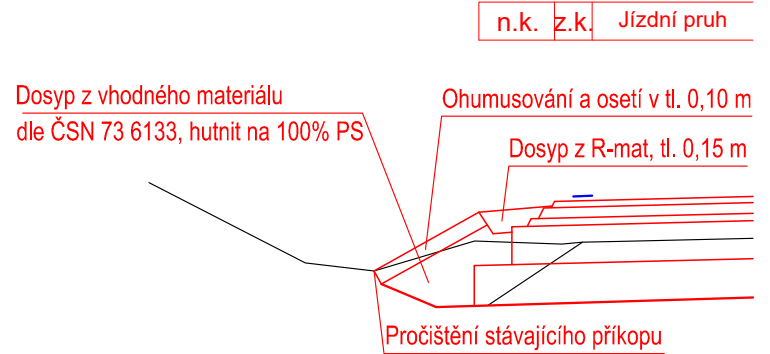 n.k. z.k. Jízdní pruh
Dosyp z vhodného materiálu
dle ČSN 73 6133, hutnit na 100% PS
Ohumusování a osetí v tl. 0,10 m
Dosyp z R-mat, tl. 0,15 m
Pročištění stávajícího příkopu